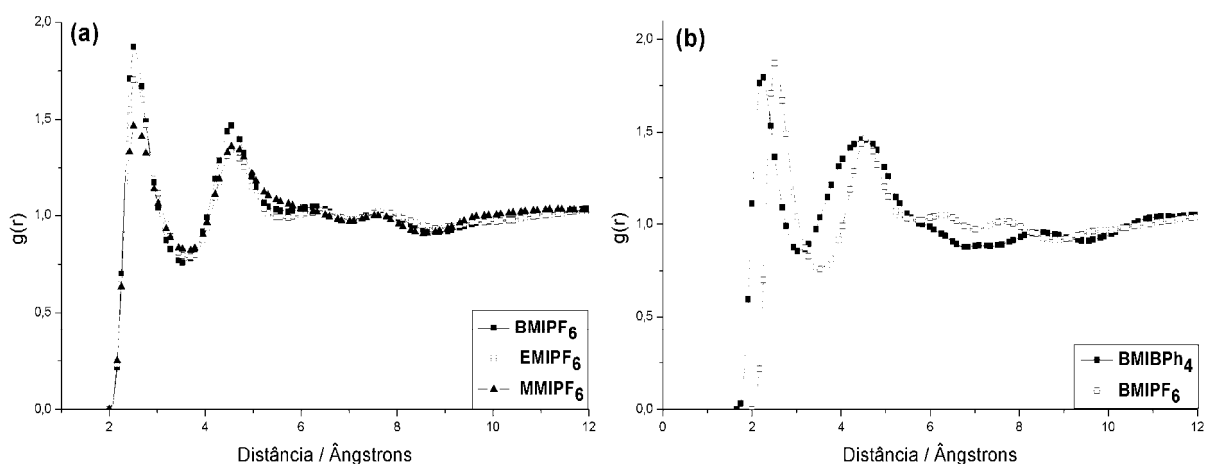 (a)
2,0
1,5
1,0
0,5
0,0
g(r)
2 4 6 8 10 12
Distância / Ângstrons
BMIPF6
EMIPF6
MMIPF6
(b)
2,0
1,5
1,0
0,5
0,0
g(r)
0 2 4 6 8 10 12
Distância / Ângstrons
BMIBPh4
BMIPF6